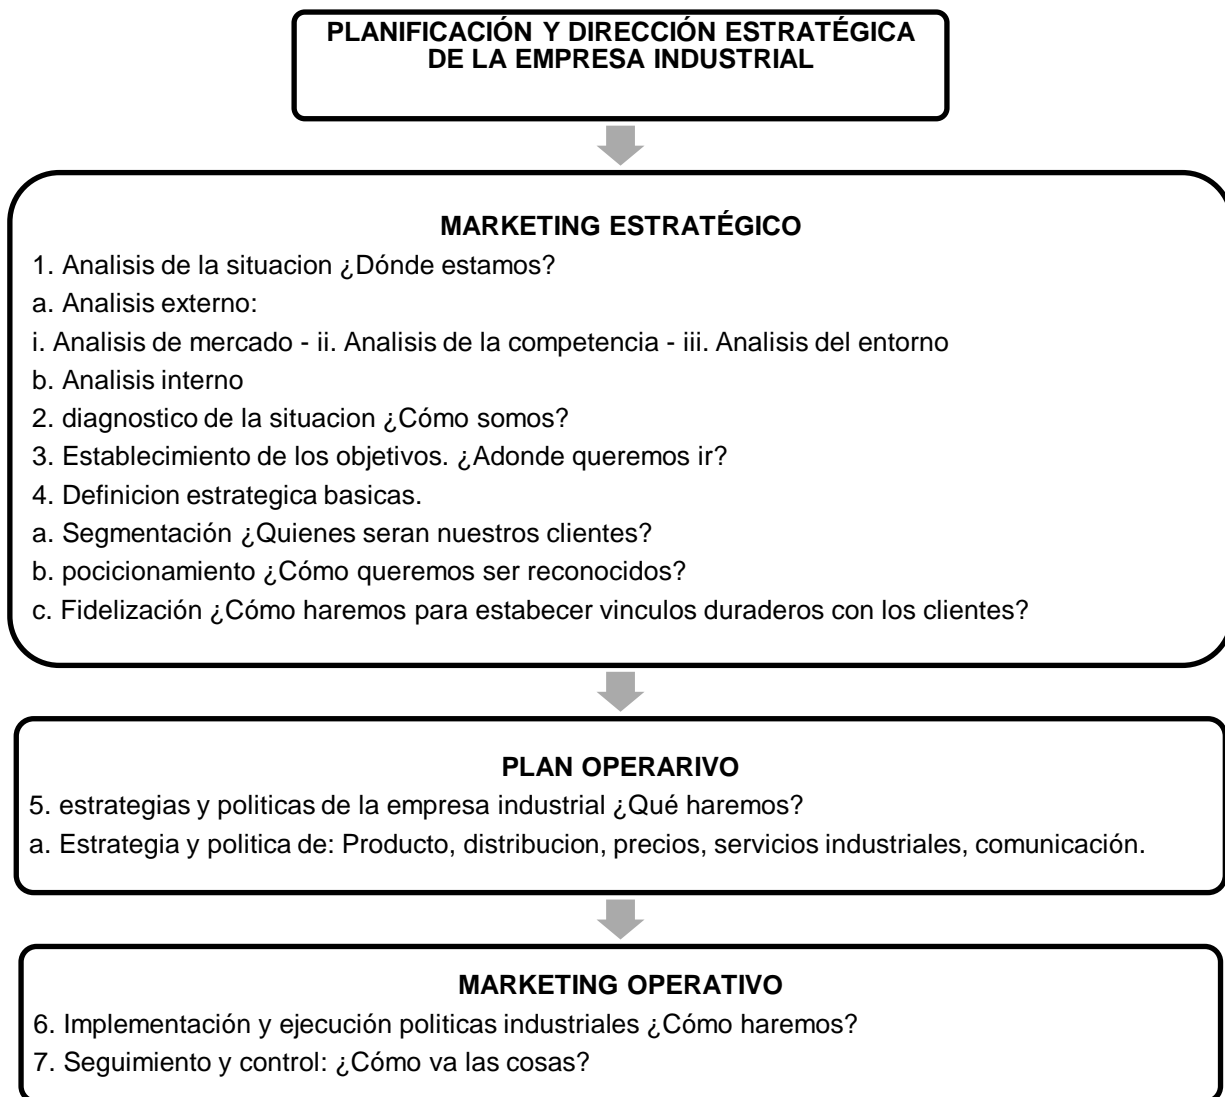 PLANIFICACIÓN Y DIRECCIÓN ESTRATÉGICA
DE LA EMPRESA INDUSTRIAL
MARKETING ESTRATÉGICO
1. Analisis de la situacion ¿Dónde estamos?
a. Analisis externo:
i. Analisis de mercado - ii. Analisis de la competencia - iii. Analisis del entorno
b. Analisis interno
2. diagnostico de la situacion ¿Cómo somos?
3. Establecimiento de los objetivos. ¿Adonde queremos ir?
4. Definicion estrategica basicas.
a. Segmentación ¿Quienes seran nuestros clientes?
b. pocicionamiento ¿Cómo queremos ser reconocidos?
c. Fidelización ¿Cómo haremos para estabecer vinculos duraderos con los clientes?
PLAN OPERARIVO
5. estrategias y politicas de la empresa industrial ¿Qué haremos?
a. Estrategia y politica de: Producto, distribucion, precios, servicios industriales, comunicación.
MARKETING OPERATIVO
6. Implementación y ejecución politicas industriales ¿Cómo haremos?
7. Seguimiento y control: ¿Cómo va las cosas?